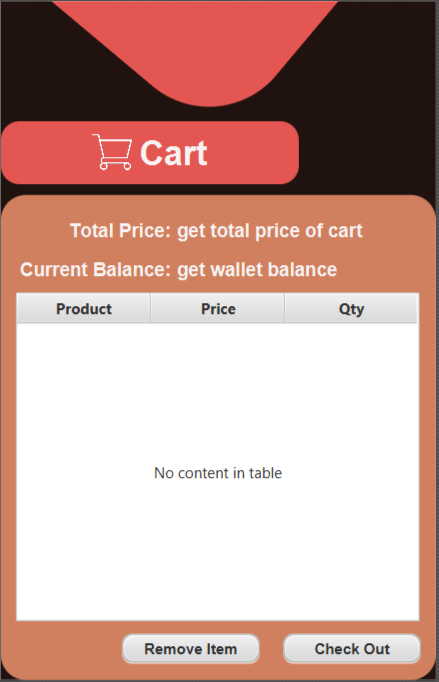 Cart
Total Price: get total price of cart
Current Balance: get wallet balance
Product Price Qty
No content in table
Remove Item Check Out